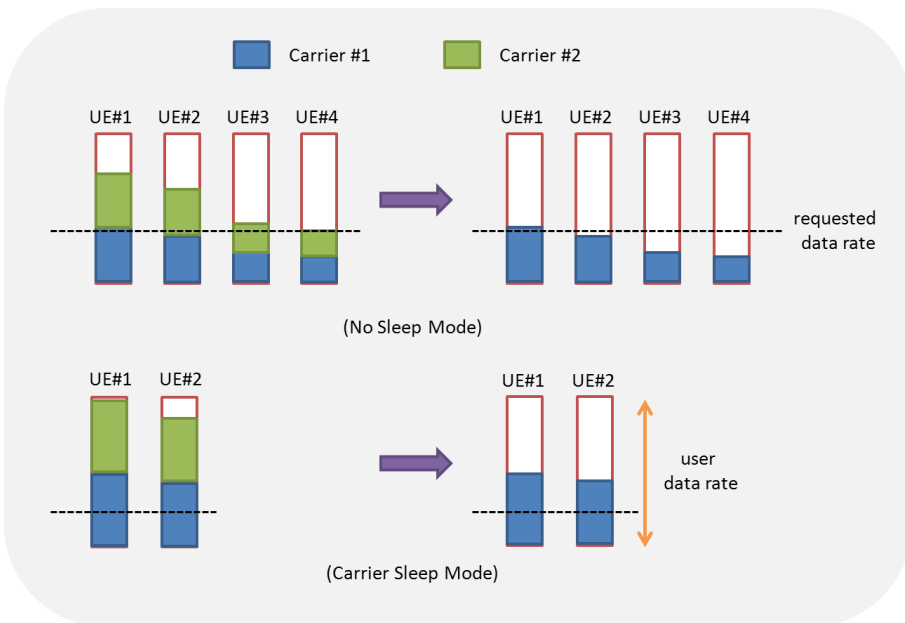 Carrier #1
Carrier #2
UE#1 UE#2 UE#3 UE#4
UE#1 UE#2 UE#3 UE#4
requested
data rate
(No Sleep Mode)
UE#1 UE#2
UE#1 UE#2
user
data rate
(Carrier Sleep Mode)